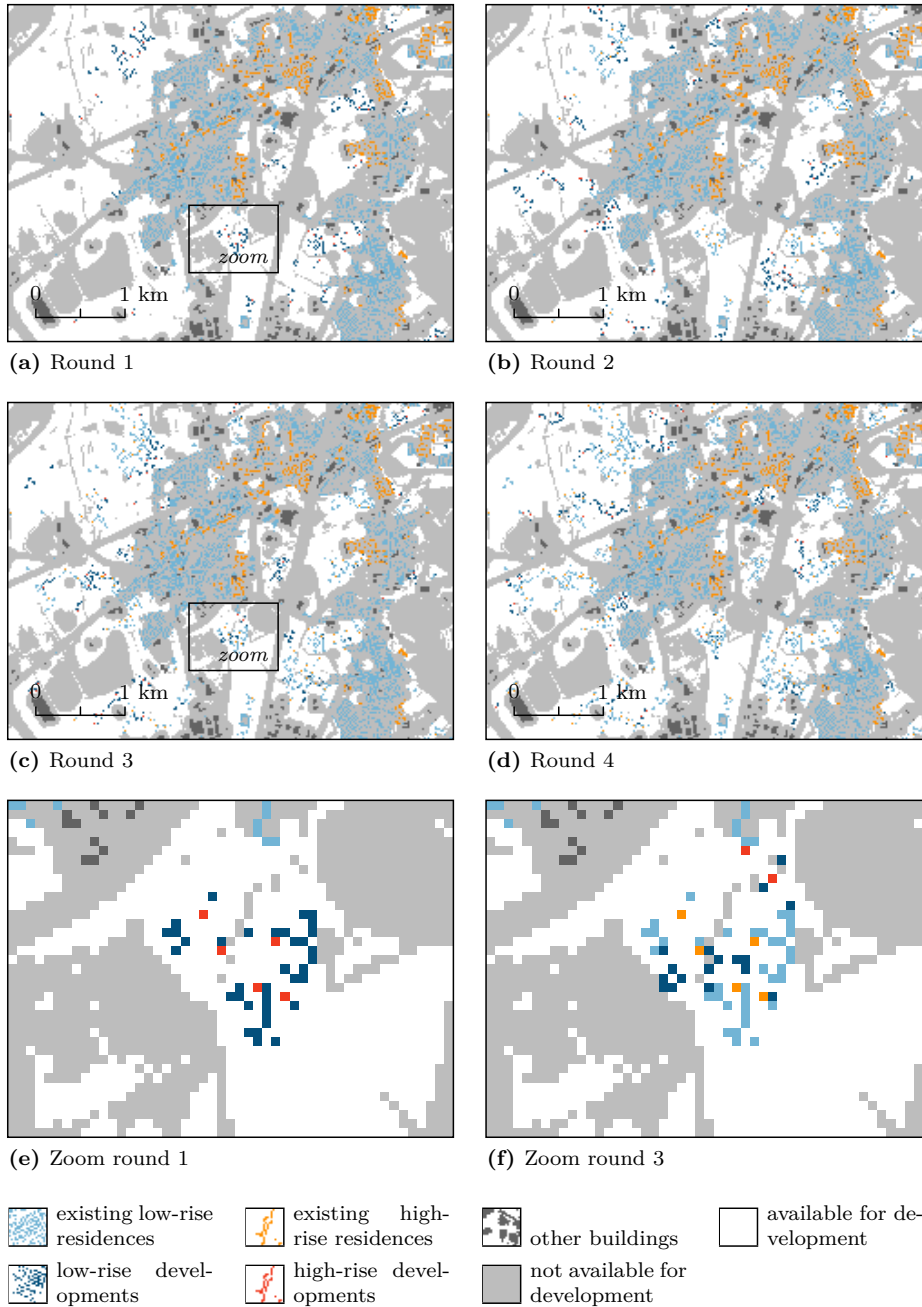 zoom
0 1 km
(a) Round 1
0 1 km
(b) Round 2
zoom
0 1 km
(c) Round 3
0 1 km
(d) Round 4
(e) Zoom round 1
(f) Zoom round 3
existing low-rise
residences
existing high-
rise residences
other buildings
available for de-
velopment
low-rise devel-
opments
high-rise devel-
opments
not available for
development